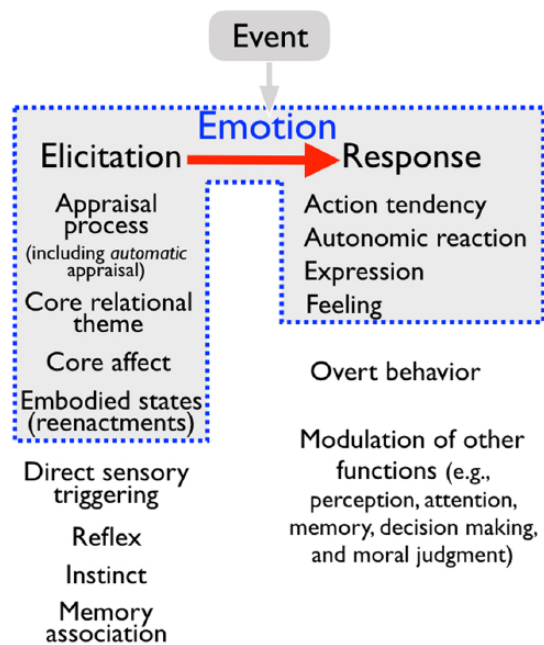 Event
Emotion
Elicitation
Response
Appraisal
process
(including automatic
appraisal)
Core relational
theme
Core affect
Embodied states
(reenactments)
Direct sensory
triggering
Reflex
Instinct
Memory
association
Action tendency
Autonomic reaction
Expression
Feeling
Overt behavior
Modulation of other
functions (e.g.,
perception, attention,
memory, decision making,
and moral judgment)